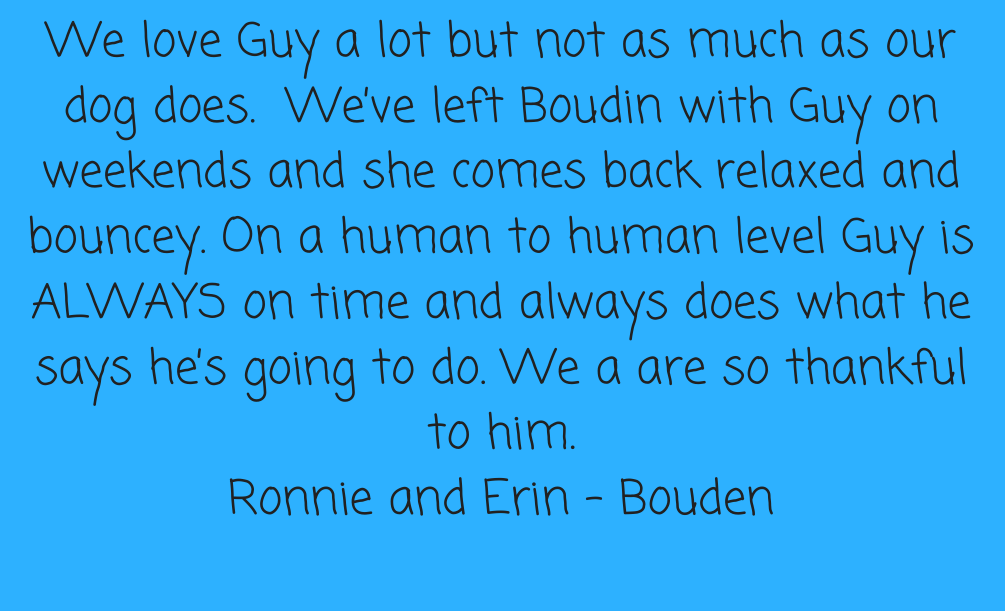 We love Guy a lot but not as much as our
dog does. We've left Boudin with Guy on
weekends and she comes back relaxed and
bouncey. On a human to human level Guy is
ALWAYS on time and always does what he
says he's going to do. We a are so thankful
to him.
Ronnie and Erin - Bouden